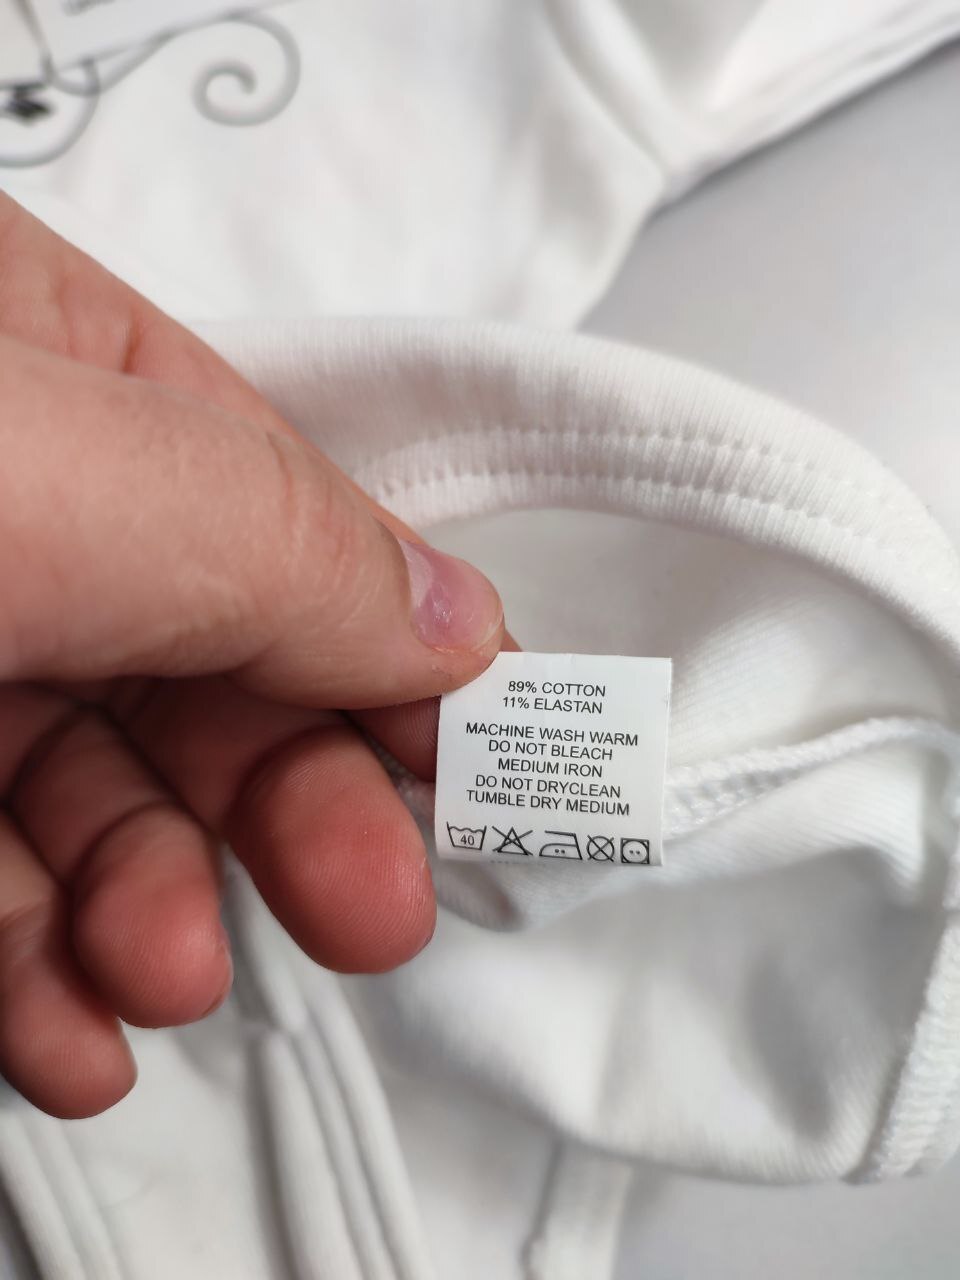 89% COTTON
11% ELASTAN
MACHINE WASH WARM
DO NOT BLEACH
MEDIUM IRON
DO NOT DRYCLEAN
TUMBLE DRY MEDIUM
40